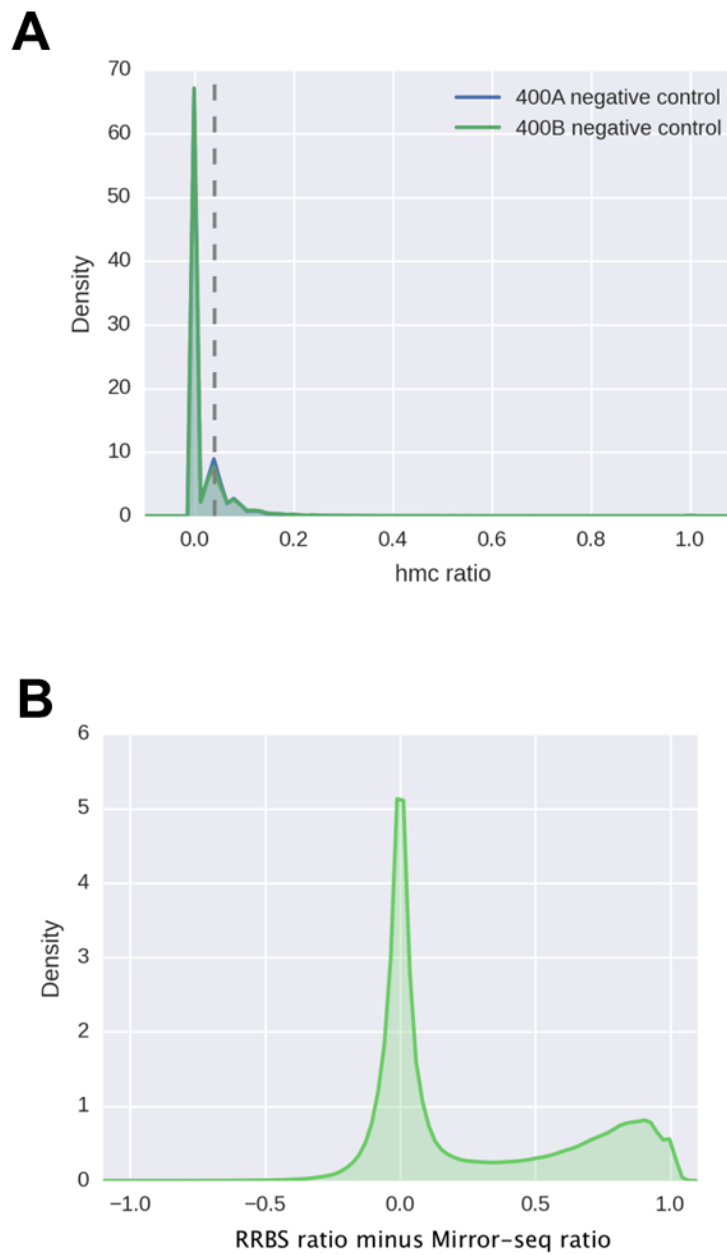 A
70
60
50
40
30
20
10
0
Density
400A negative control
400B negative control
0.0 0.2 0.4 0.6 0.8 1.0
hmc ratio
B
6
5
4
3
2
1
0
Density
−1.0 −0.5 0.0 0.5 1.0
RRBS ratio minus Mirror-seq ratio